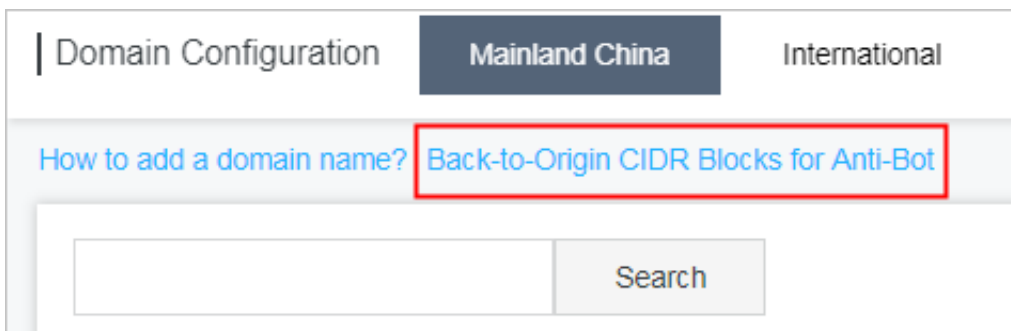 Domain Configuration Mainland China International
How to add a domain name? Back-to-Origin CIDR Blocks for Anti-Bot
Search